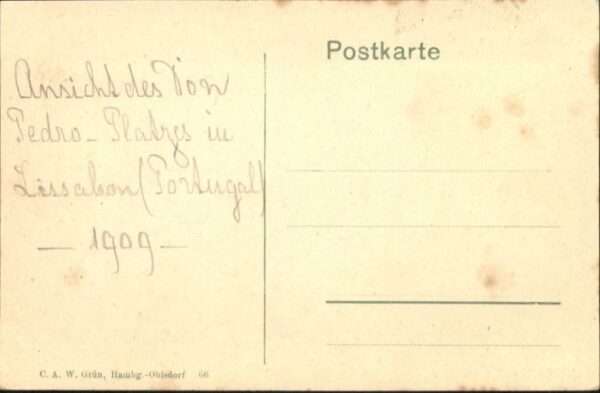 Postkarte
Ansicht des Don
Pedro-Platzes in
Lissabon (Portugal)
— 1909 —
C. A. W. Grün, Hambg.-Ohlsdorf 66